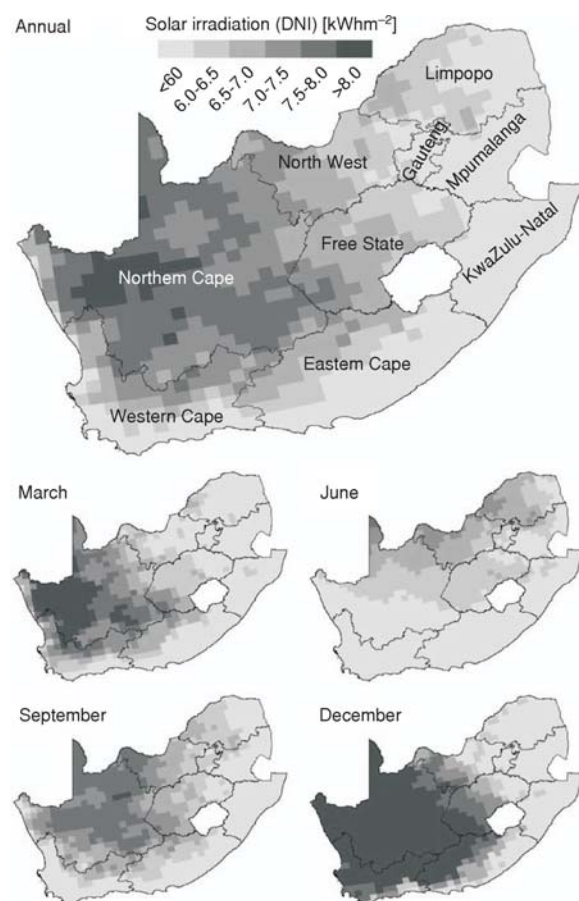 Annual
Solar irradiation (DNI) [kWhm⁻²]
<60
6.0-6.5
6.5-7.0
7.0-7.5
7.5-8.0
>8.0
Limpopo
North West
Gauteng
Mpumalanga
Free State
KwaZulu-Natal
Northern Cape
Eastern Cape
Western Cape
March
June
September
December